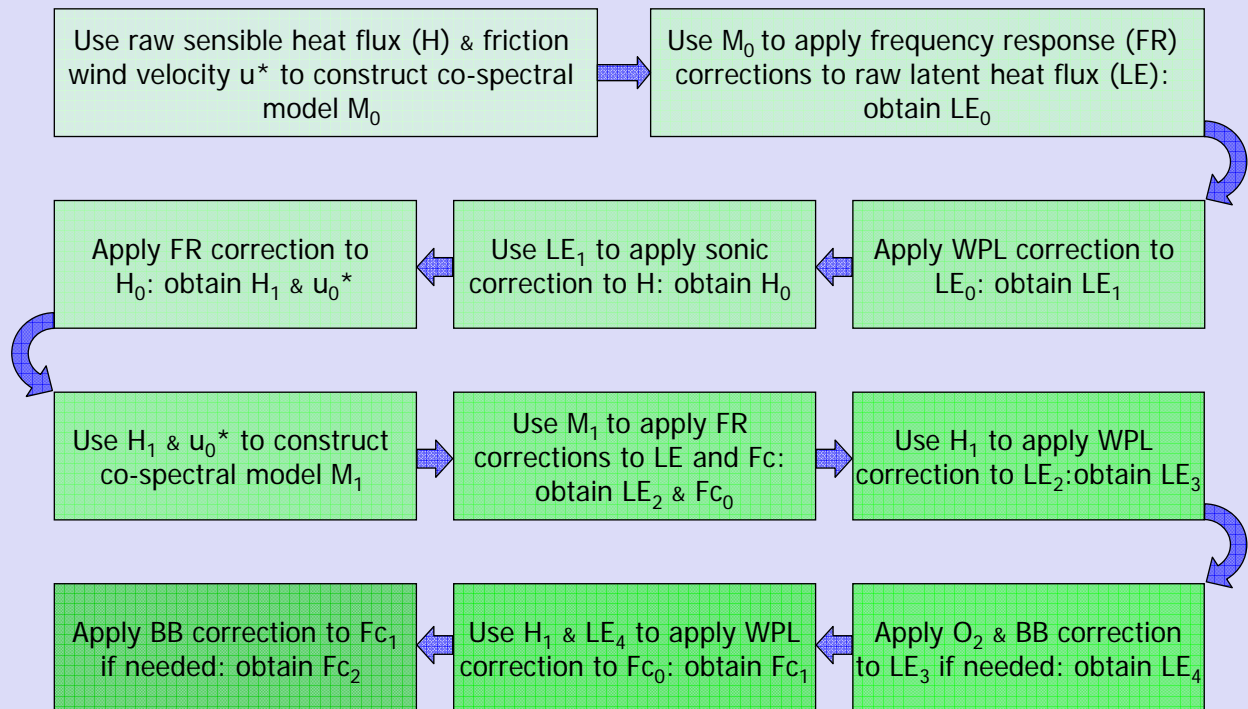 Use raw sensible heat flux (H) & friction
wind velocity u* to construct co-spectral
model M₀
Use M₀ to apply frequency response (FR)
corrections to raw latent heat flux (LE):
obtain LE₀
Apply WPL correction to
LE₀: obtain LE₁
Use LE₁ to apply sonic
correction to H: obtain H₀
Apply FR correction to
H₀: obtain H₁ & u₀*
Use H₁ & u₀* to construct
co-spectral model M₁
Use M₁ to apply FR
corrections to LE and Fc:
obtain LE₂ & Fc₀
Use H₁ to apply WPL
correction to LE₂:obtain LE₃
Apply O₂ & BB correction
to LE₃ if needed: obtain LE₄
Use H₁ & LE₄ to apply WPL
correction to Fc₀: obtain Fc₁
Apply BB correction to Fc₁
if needed: obtain Fc₂